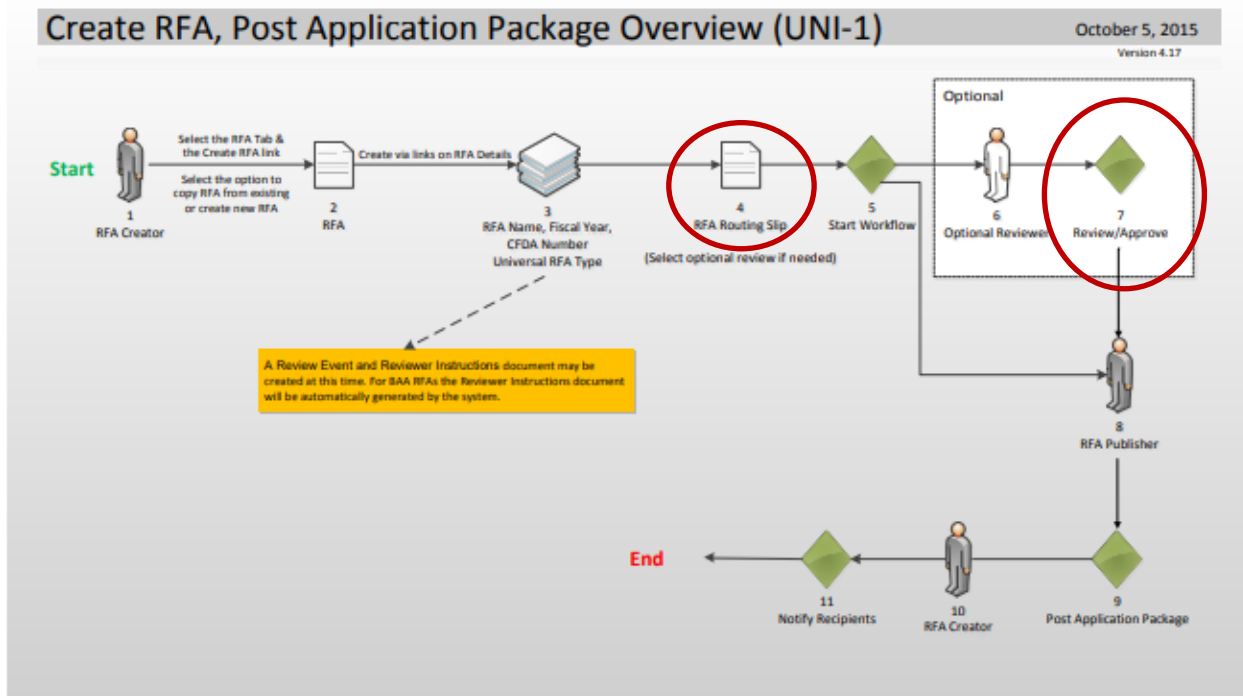 Create RFA, Post Application Package Overview (UNI-1)
October 5, 2015
Version 4.17
Optional
Start
Select the RFA Tab &
the Create RFA link
Select the option to
copy RFA from existing
or create new RFA
Create via links on RFA Details
1
RFA Creator
2
RFA
3
RFA Name, Fiscal Year,
CFDA Number
Universal RFA Type
4
RFA Routing Slip
(Select optional review if needed)
5
Start Workflow
6
Optional Reviewer
7
Review/Approve
A Review Event and Reviewer Instructions document may be
created at this time. For BAA RFAs the Reviewer Instructions document
will be automatically generated by the system.
8
RFA Publisher
End
11
Notify Recipients
10
RFA Creator
9
Post Application Package